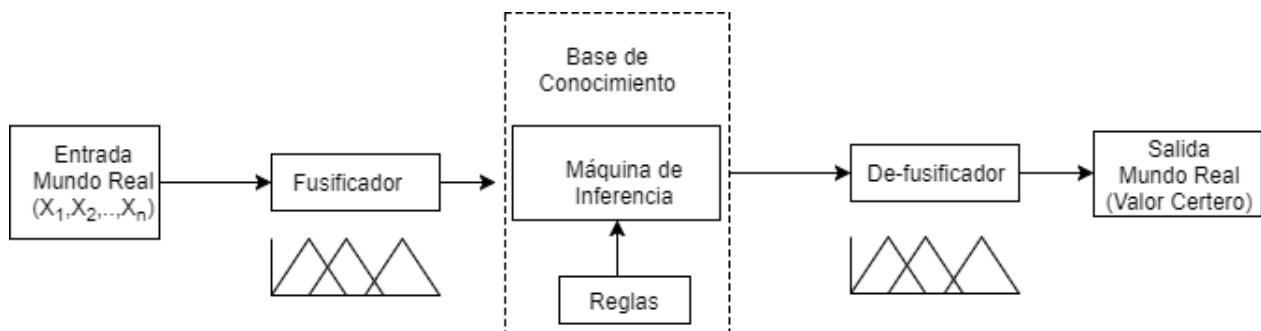 Entrada
Mundo Real
(X1,X2,..,Xn)
Fusificador
Base de
Conocimiento
Máquina de
Inferencia
Reglas
De-fusificador
Salida
Mundo Real
(Valor Certero)